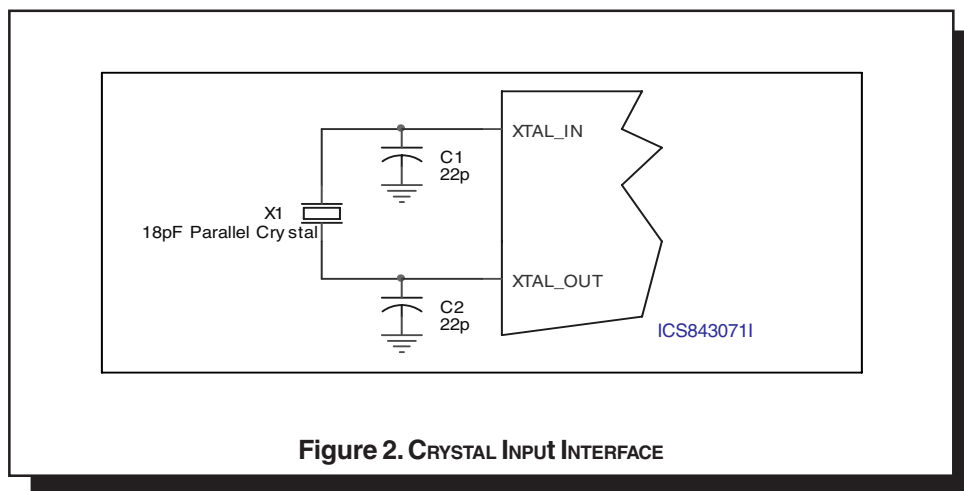 XTAL_IN
C1
22p
X1
18pF Parallel Crystal
XTAL_OUT
C2
22p
ICS843071I
Figure 2. CRYSTAL INPUt INTERFACE